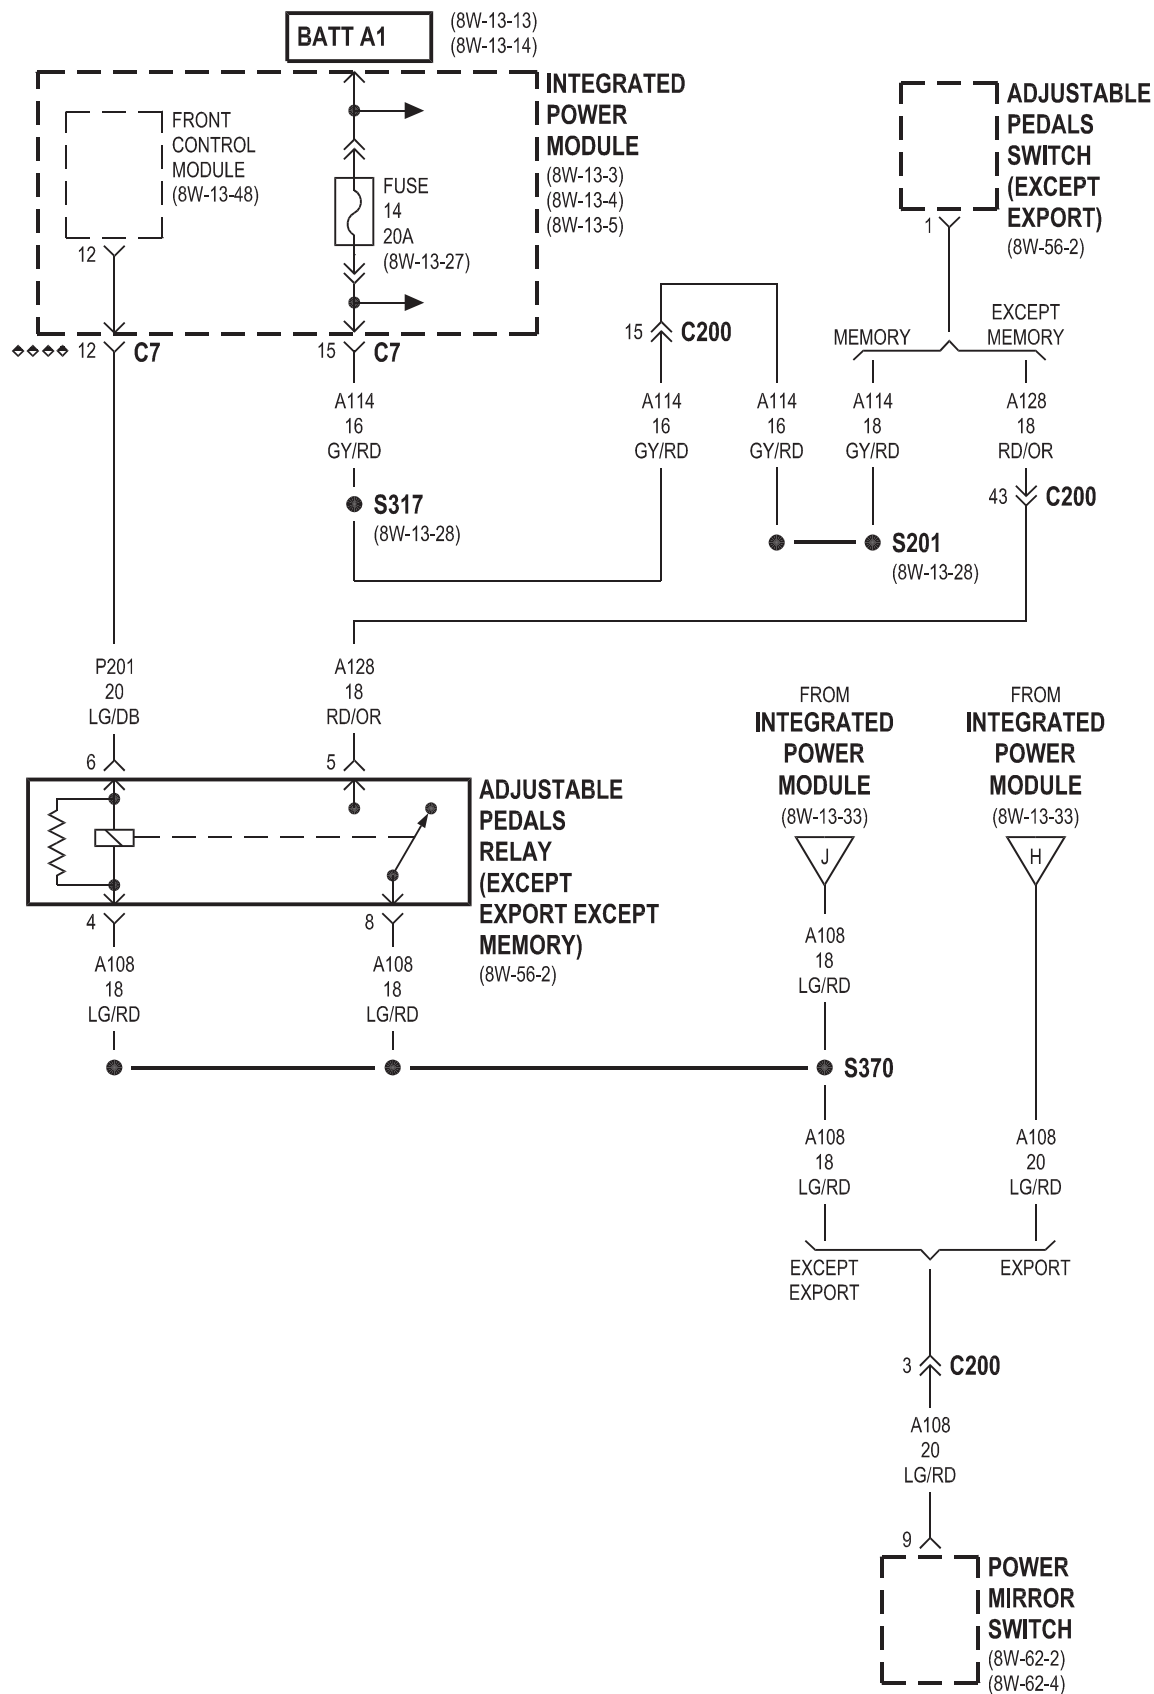 BATT A1
(8W-13-13)
(8W-13-14)
INTEGRATED
POWER
MODULE
(8W-13-3)
(8W-13-4)
(8W-13-5)
FRONT
CONTROL
MODULE
(8W-13-48)
FUSE
14
20A
(8W-13-27)
ADJUSTABLE
PEDALS
SWITCH
(EXCEPT
EXPORT)
(8W-56-2)
12
1
12 C7
15 C7
15 C200
MEMORY
EXCEPT
MEMORY
A114
16
GY/RD
A114
16
GY/RD
A114
16
GY/RD
A114
18
GY/RD
A128
18
RD/OR
S317
(8W-13-28)
43 C200
S201
(8W-13-28)
P201
20
LG/DB
A128
18
RD/OR
6
5
ADJUSTABLE
PEDALS
RELAY
(EXCEPT
EXPORT EXCEPT
MEMORY)
(8W-56-2)
FROM
INTEGRATED
POWER
MODULE
(8W-13-33)
J
FROM
INTEGRATED
POWER
MODULE
(8W-13-33)
H
4
8
A108
18
LG/RD
A108
18
LG/RD
A108
18
LG/RD
S370
A108
18
LG/RD
A108
20
LG/RD
EXCEPT
EXPORT
EXPORT
3 C200
A108
20
LG/RD
9
POWER
MIRROR
SWITCH
(8W-62-2)
(8W-62-4)